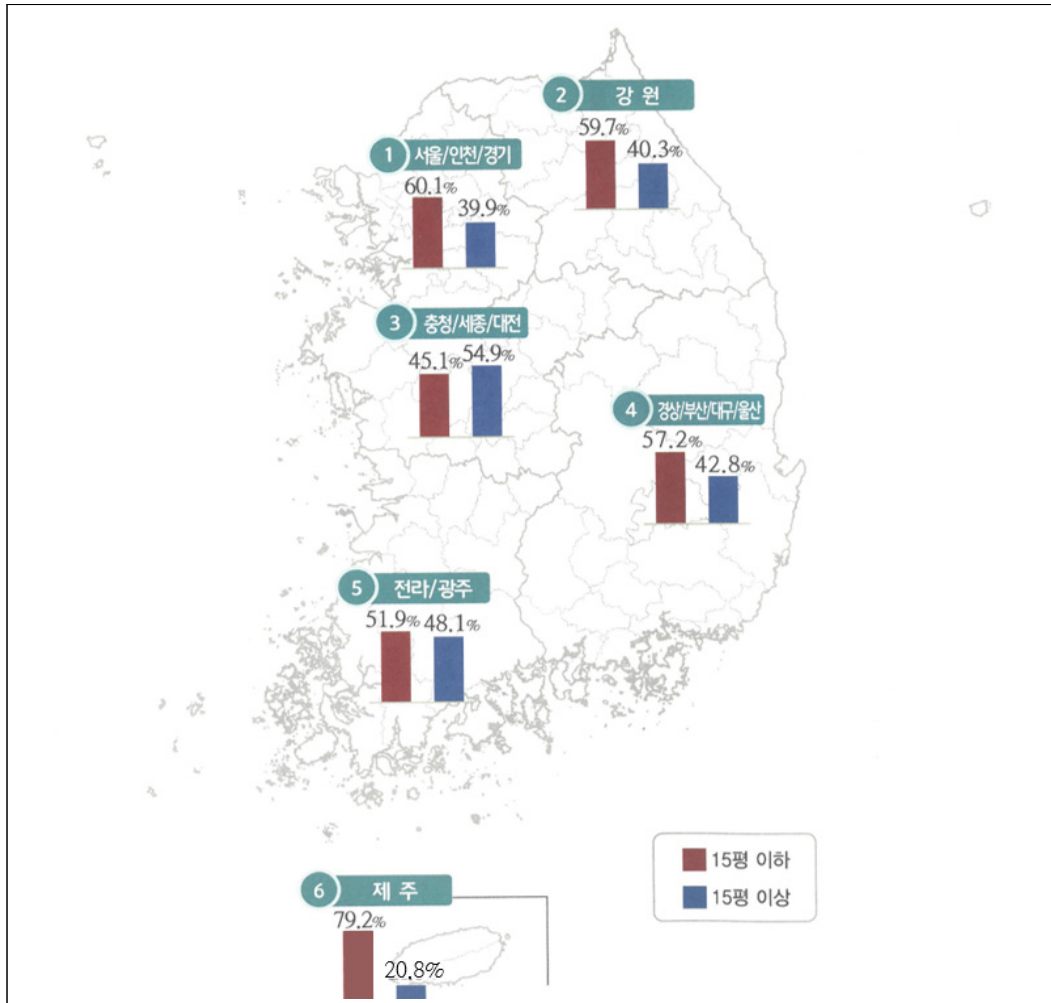 2 강 원
59.7%
40.3%
1 서울/인천/경기
60.1%
39.9%
3 충청/세종/대전
45.1%
54.9%
4 경상/부산/대구/울산
57.2%
42.8%
5 전라/광주
51.9%
48.1%
15평 이하
15평 이상
6 제 주
79.2%
20.8%